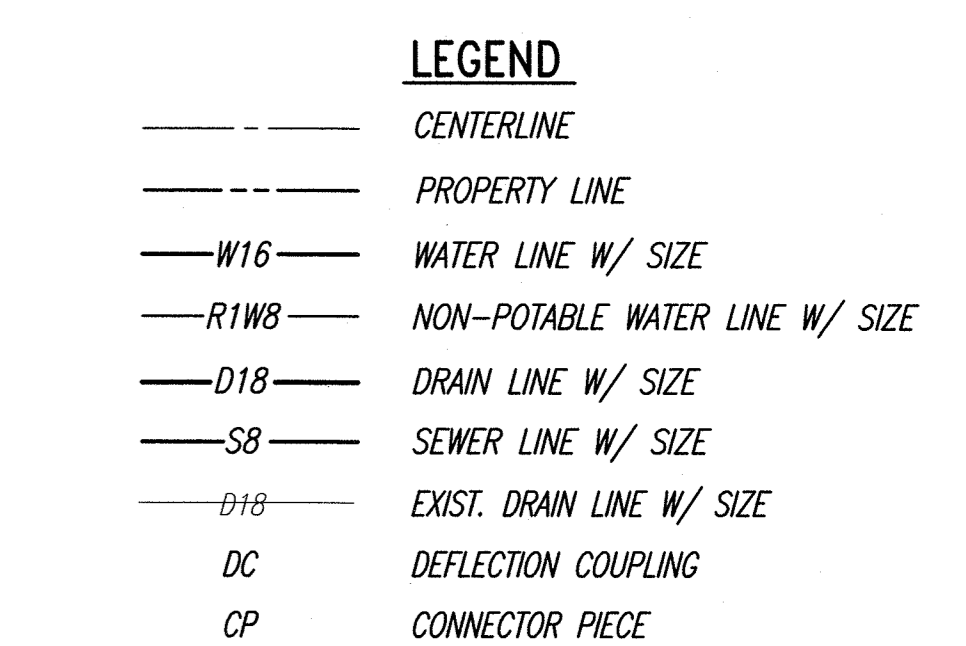 LEGEND
CENTERLINE
PROPERTY LINE
W16 WATER LINE W/ SIZE
R1W8 NON-POTABLE WATER LINE W/ SIZE
D18 DRAIN LINE W/ SIZE
S8 SEWER LINE W/ SIZE
D18 EXIST. DRAIN LINE W/ SIZE
DC DEFLECTION COUPLING
CP CONNECTOR PIECE